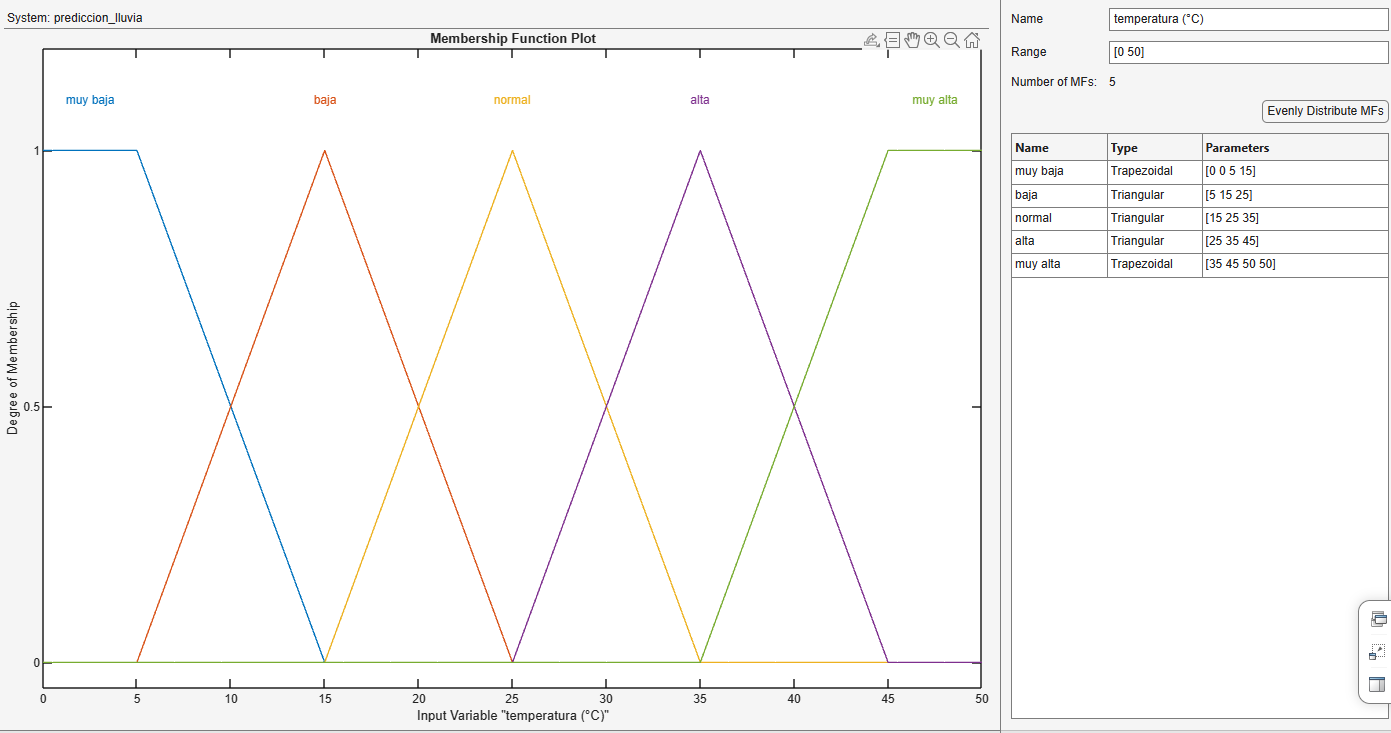 System: prediccion_lluvia
Membership Function Plot
muy baja baja normal alta muy alta
1
0.5
0
Degree of Membership
0 5 10 15 20 25 30 35 40 45 50
Input Variable "temperatura (°C)"
Name temperatura (°C)
Range [0 50]
Number of MFs: 5
Evenly Distribute MFs
Name Type Parameters
muy baja Trapezoidal [0 0 5 15]
baja Triangular [5 15 25]
normal Triangular [15 25 35]
alta Triangular [25 35 45]
muy alta Trapezoidal [35 45 50 50]